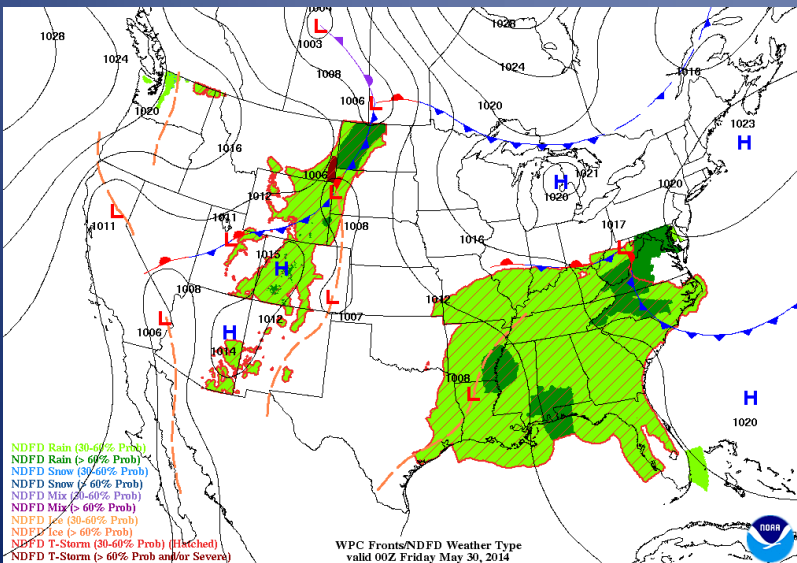 1004
L
1003
1028
1024
1008
1028
1024
1016
1006
L
1020
1020
1023
H
1016
1006
L
1012
H
1021
1020
1020
L
1011
1011
L
1008
1016
1017
L
1015
H
1008
L
1012
1007
1012
1006
L
H
1014
1008
L
H
1020
NDFD Rain (30-60% Prob)
NDFD Rain (> 60% Prob)
NDFD Snow (30-60% Prob)
NDFD Snow (> 60% Prob)
NDFD Mix (30-60% Prob)
NDFD Mix (> 60% Prob)
NDFD Ice (30-60% Prob)
NDFD Ice (> 60% Prob)
NDFD T-Storm (30-60% Prob) (Hatched)
NDFD T-Storm (> 60% Prob and/or Severe)
WPC Fronts/NDFD Weather Type
valid 00Z Friday May 30, 2014
NOAA